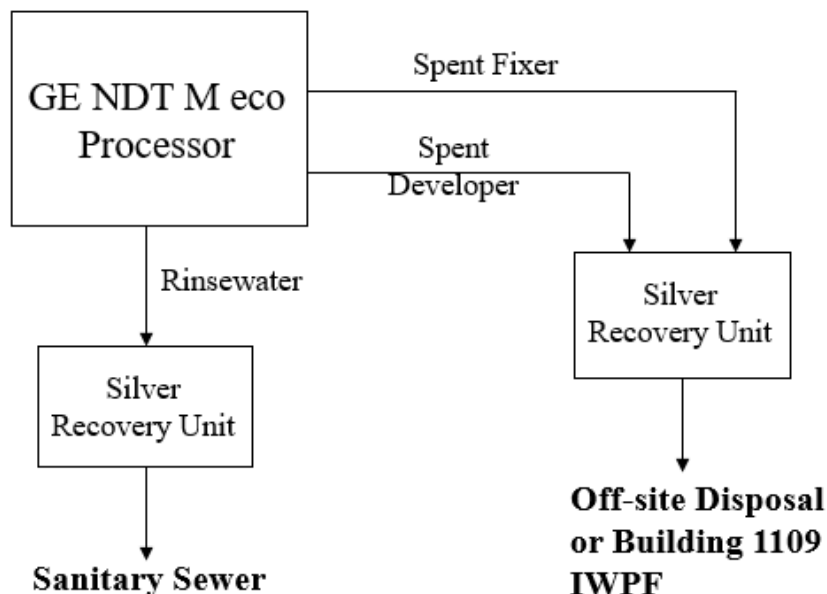 GE NDT M eco
Processor
Spent Fixer
Spent
Developer
Rinsewater
Silver
Recovery Unit
Silver
Recovery Unit
Off-site Disposal
or Building 1109
IWPF
Sanitary Sewer